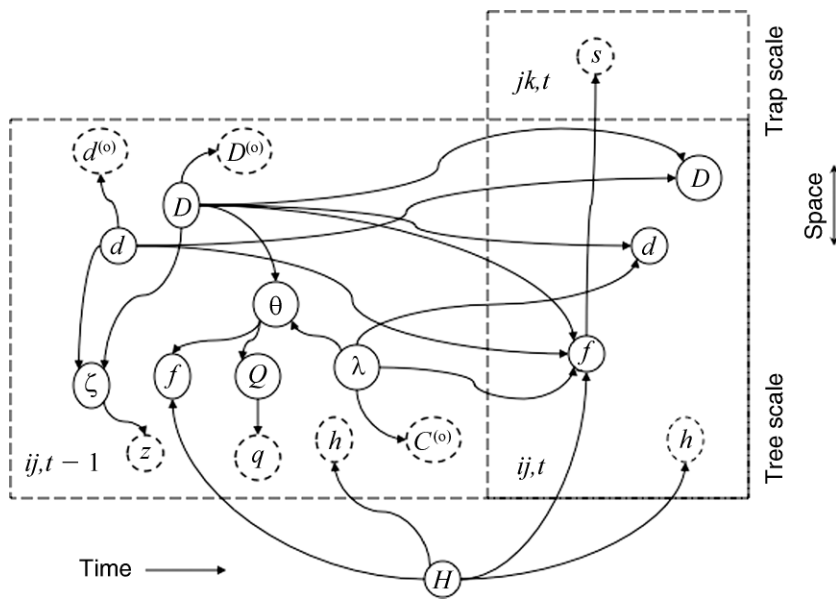 s
jk,t
Trap scale
d(o)
D(o)
D
D
Space
d
d
θ
f
λ
f
Q
ζ
h
C(o)
h
z
q
ij,t − 1
ij,t
Tree scale
Time
H